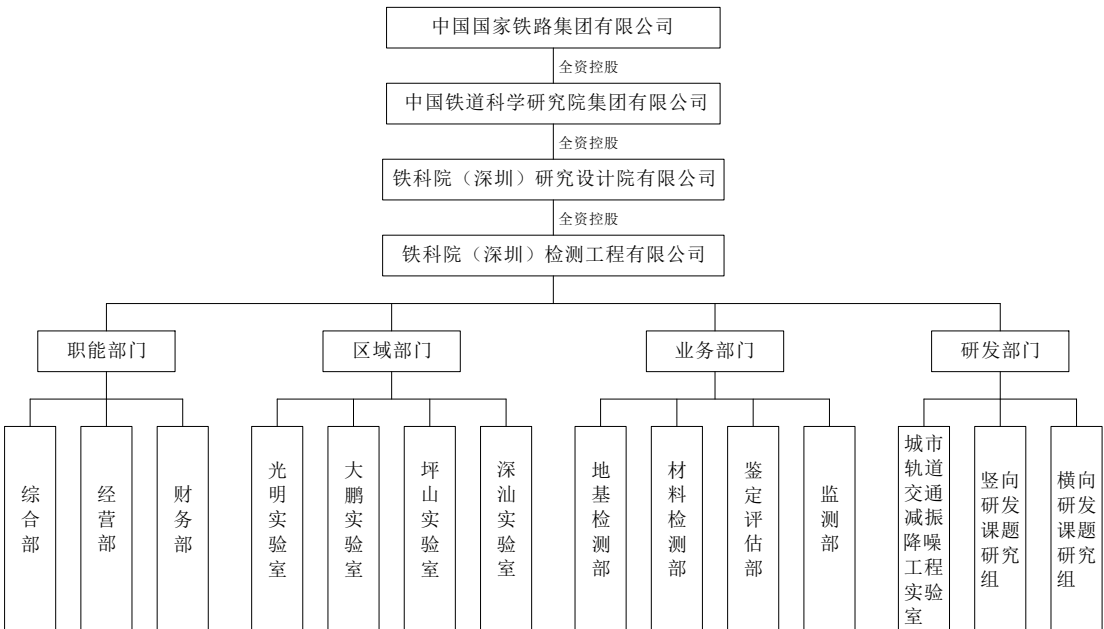 中国国家铁路集团有限公司
全资控股
中国铁道科学研究院集团有限公司
全资控股
铁科院（深圳）研究设计院有限公司
全资控股
铁科院（深圳）检测工程有限公司
职能部门
区域部门
业务部门
研发部门
综合部
经营部
财务部
光明实验室
大鹏实验室
坪山实验室
深汕实验室
地基检测部
材料检测部
鉴定评估部
监测部
城市
轨道
交通
减振
降噪
工程
实验
室
竖向
研发
课题
研究
组
横向
研发
课题
研究
组